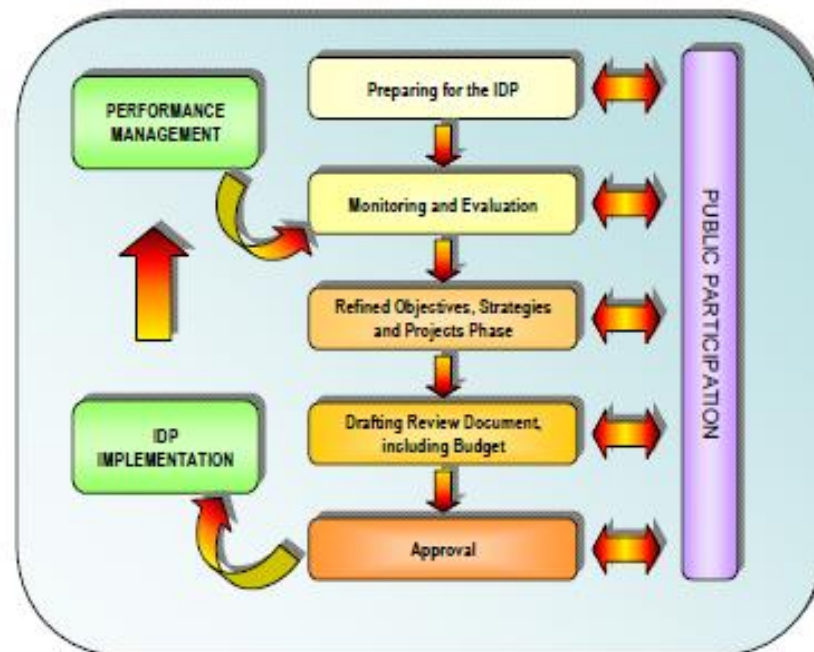 PERFORMANCE
MANAGEMENT
Preparing for the IDP
Monitoring and Evaluation
Refined Objectives, Strategies
and Projects Phase
IDP
IMPLEMENTATION
Drafting Review Document,
including Budget
Approval
PUBLIC PARTICIPATION